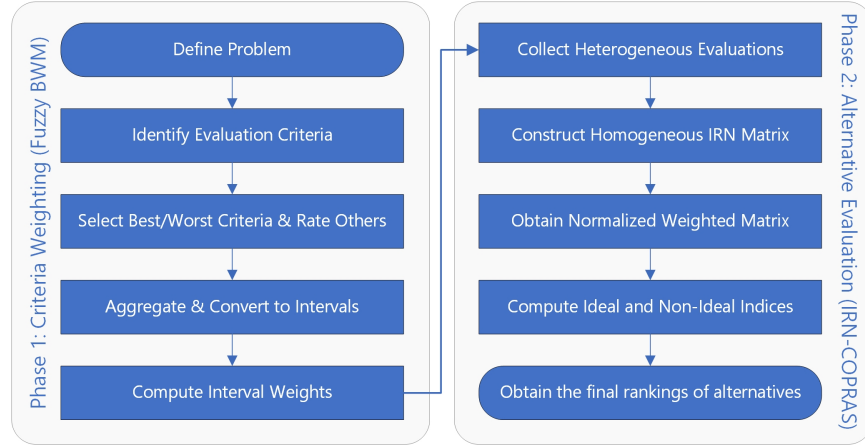 Phase 1: Criteria Weighting (Fuzzy BWM)
Define Problem
Identify Evaluation Criteria
Select Best/Worst Criteria & Rate Others
Aggregate & Convert to Intervals
Compute Interval Weights
Phase 2: Alternative Evaluation (IRN-COPRAS)
Collect Heterogeneous Evaluations
Construct Homogeneous IRN Matrix
Obtain Normalized Weighted Matrix
Compute Ideal and Non-Ideal Indices
Obtain the final rankings of alternatives